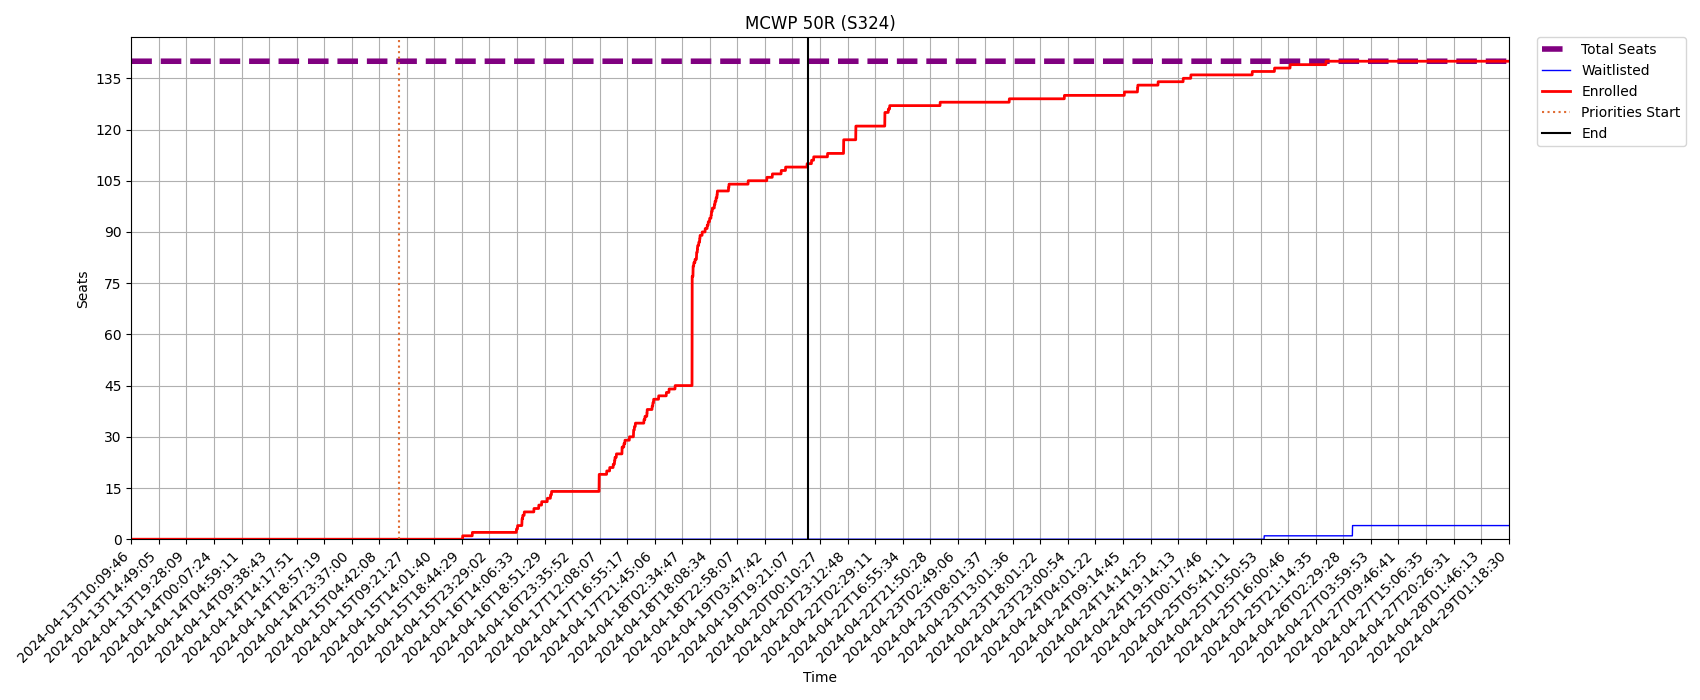 MCWP 50R (S324)
Total Seats
Waitlisted
Enrolled
Priorities Start
End
Seats
135
120
105
90
75
60
45
30
15
0
2024-04-13T10:09:46
2024-04-13T14:49:05
2024-04-13T19:28:09
2024-04-14T00:07:24
2024-04-14T04:59:11
2024-04-14T09:38:43
2024-04-14T14:17:51
2024-04-14T18:57:19
2024-04-14T23:37:00
2024-04-15T04:42:08
2024-04-15T09:21:27
2024-04-15T14:01:40
2024-04-15T18:44:29
2024-04-15T23:29:02
2024-04-16T14:06:33
2024-04-16T18:51:29
2024-04-16T23:35:52
2024-04-17T12:08:07
2024-04-17T16:55:17
2024-04-17T21:45:06
2024-04-18T02:34:47
2024-04-18T18:08:34
2024-04-18T22:58:07
2024-04-19T03:47:42
2024-04-19T19:21:07
2024-04-20T00:10:27
2024-04-20T23:12:48
2024-04-22T02:29:11
2024-04-22T16:55:34
2024-04-22T21:50:28
2024-04-23T02:49:06
2024-04-23T08:01:37
2024-04-23T13:01:36
2024-04-23T18:01:22
2024-04-23T23:00:54
2024-04-24T04:01:22
2024-04-24T09:14:45
2024-04-24T14:14:25
2024-04-24T19:14:13
2024-04-25T00:17:46
2024-04-25T05:41:11
2024-04-25T10:50:53
2024-04-25T16:00:46
2024-04-25T21:14:35
2024-04-26T02:29:28
2024-04-27T03:59:53
2024-04-27T09:46:41
2024-04-27T15:06:35
2024-04-27T20:26:31
2024-04-28T01:46:13
2024-04-29T01:18:30
Time